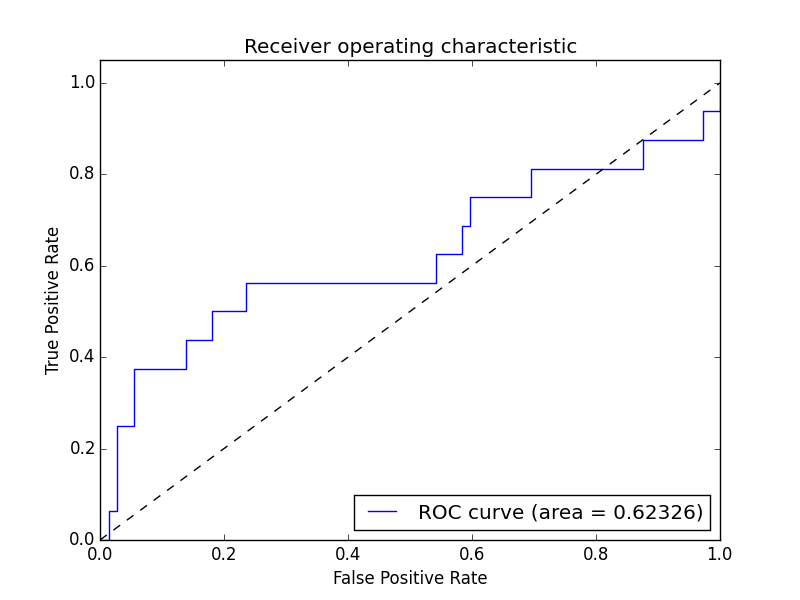 Receiver operating characteristic
1.0
0.8
0.6
0.4
0.2
0.0
True Positive Rate
0.0 0.2 0.4 0.6 0.8 1.0
False Positive Rate
ROC curve (area = 0.62326)